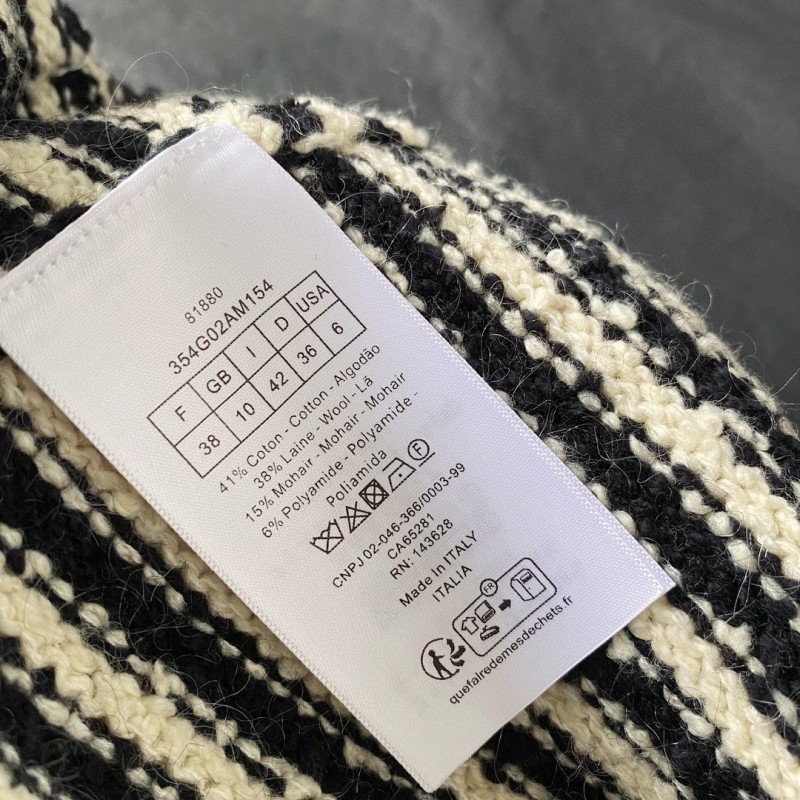 81880
354G02AM154
F GB I D USA
38 10 42 36 6
41% Coton - Cotton - Algodão
38% Laine - Wool - Lã
15% Mohair - Mohair - Mohair
6% Polyamide - Polyamide -
Poliamida
F
CNPJ 02-046-366/0003-99
CA65281
RN: 143628
Made In ITALY
ITALIA
FR
quefairedemesdechets.fr